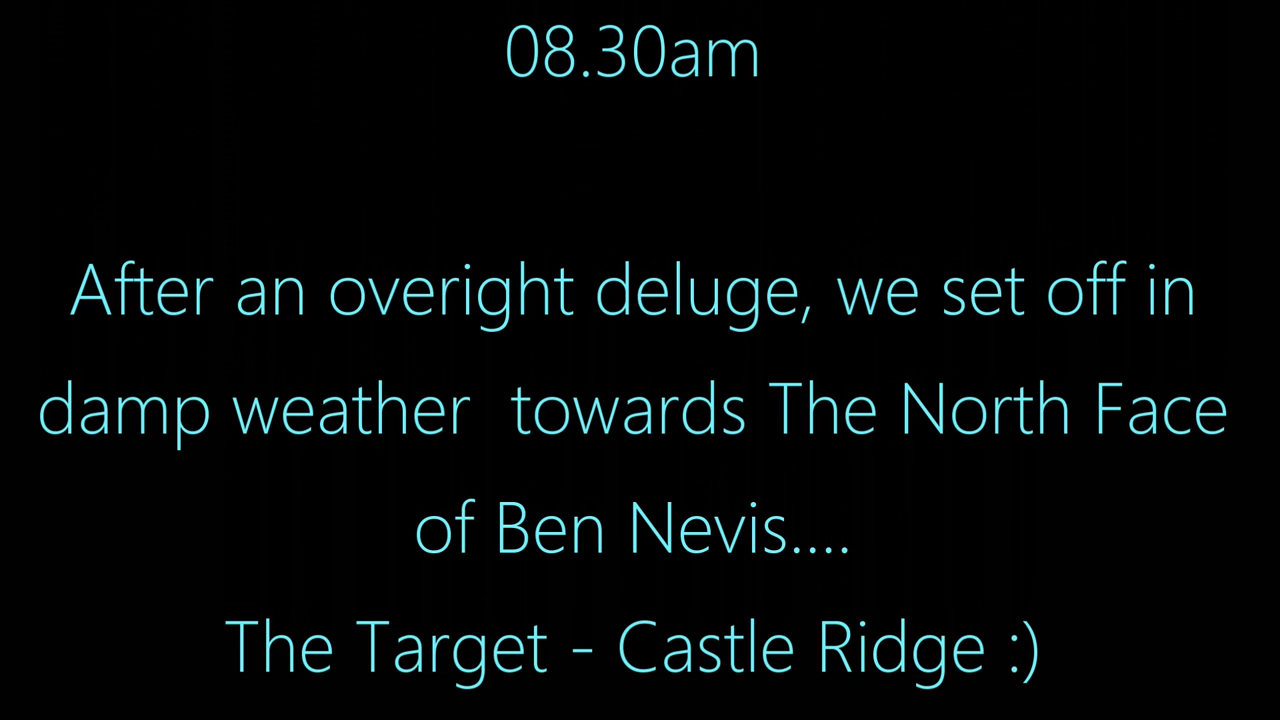 08.30am
After an overight deluge, we set off in
damp weather  towards The North Face
of Ben Nevis....
The Target - Castle Ridge :)